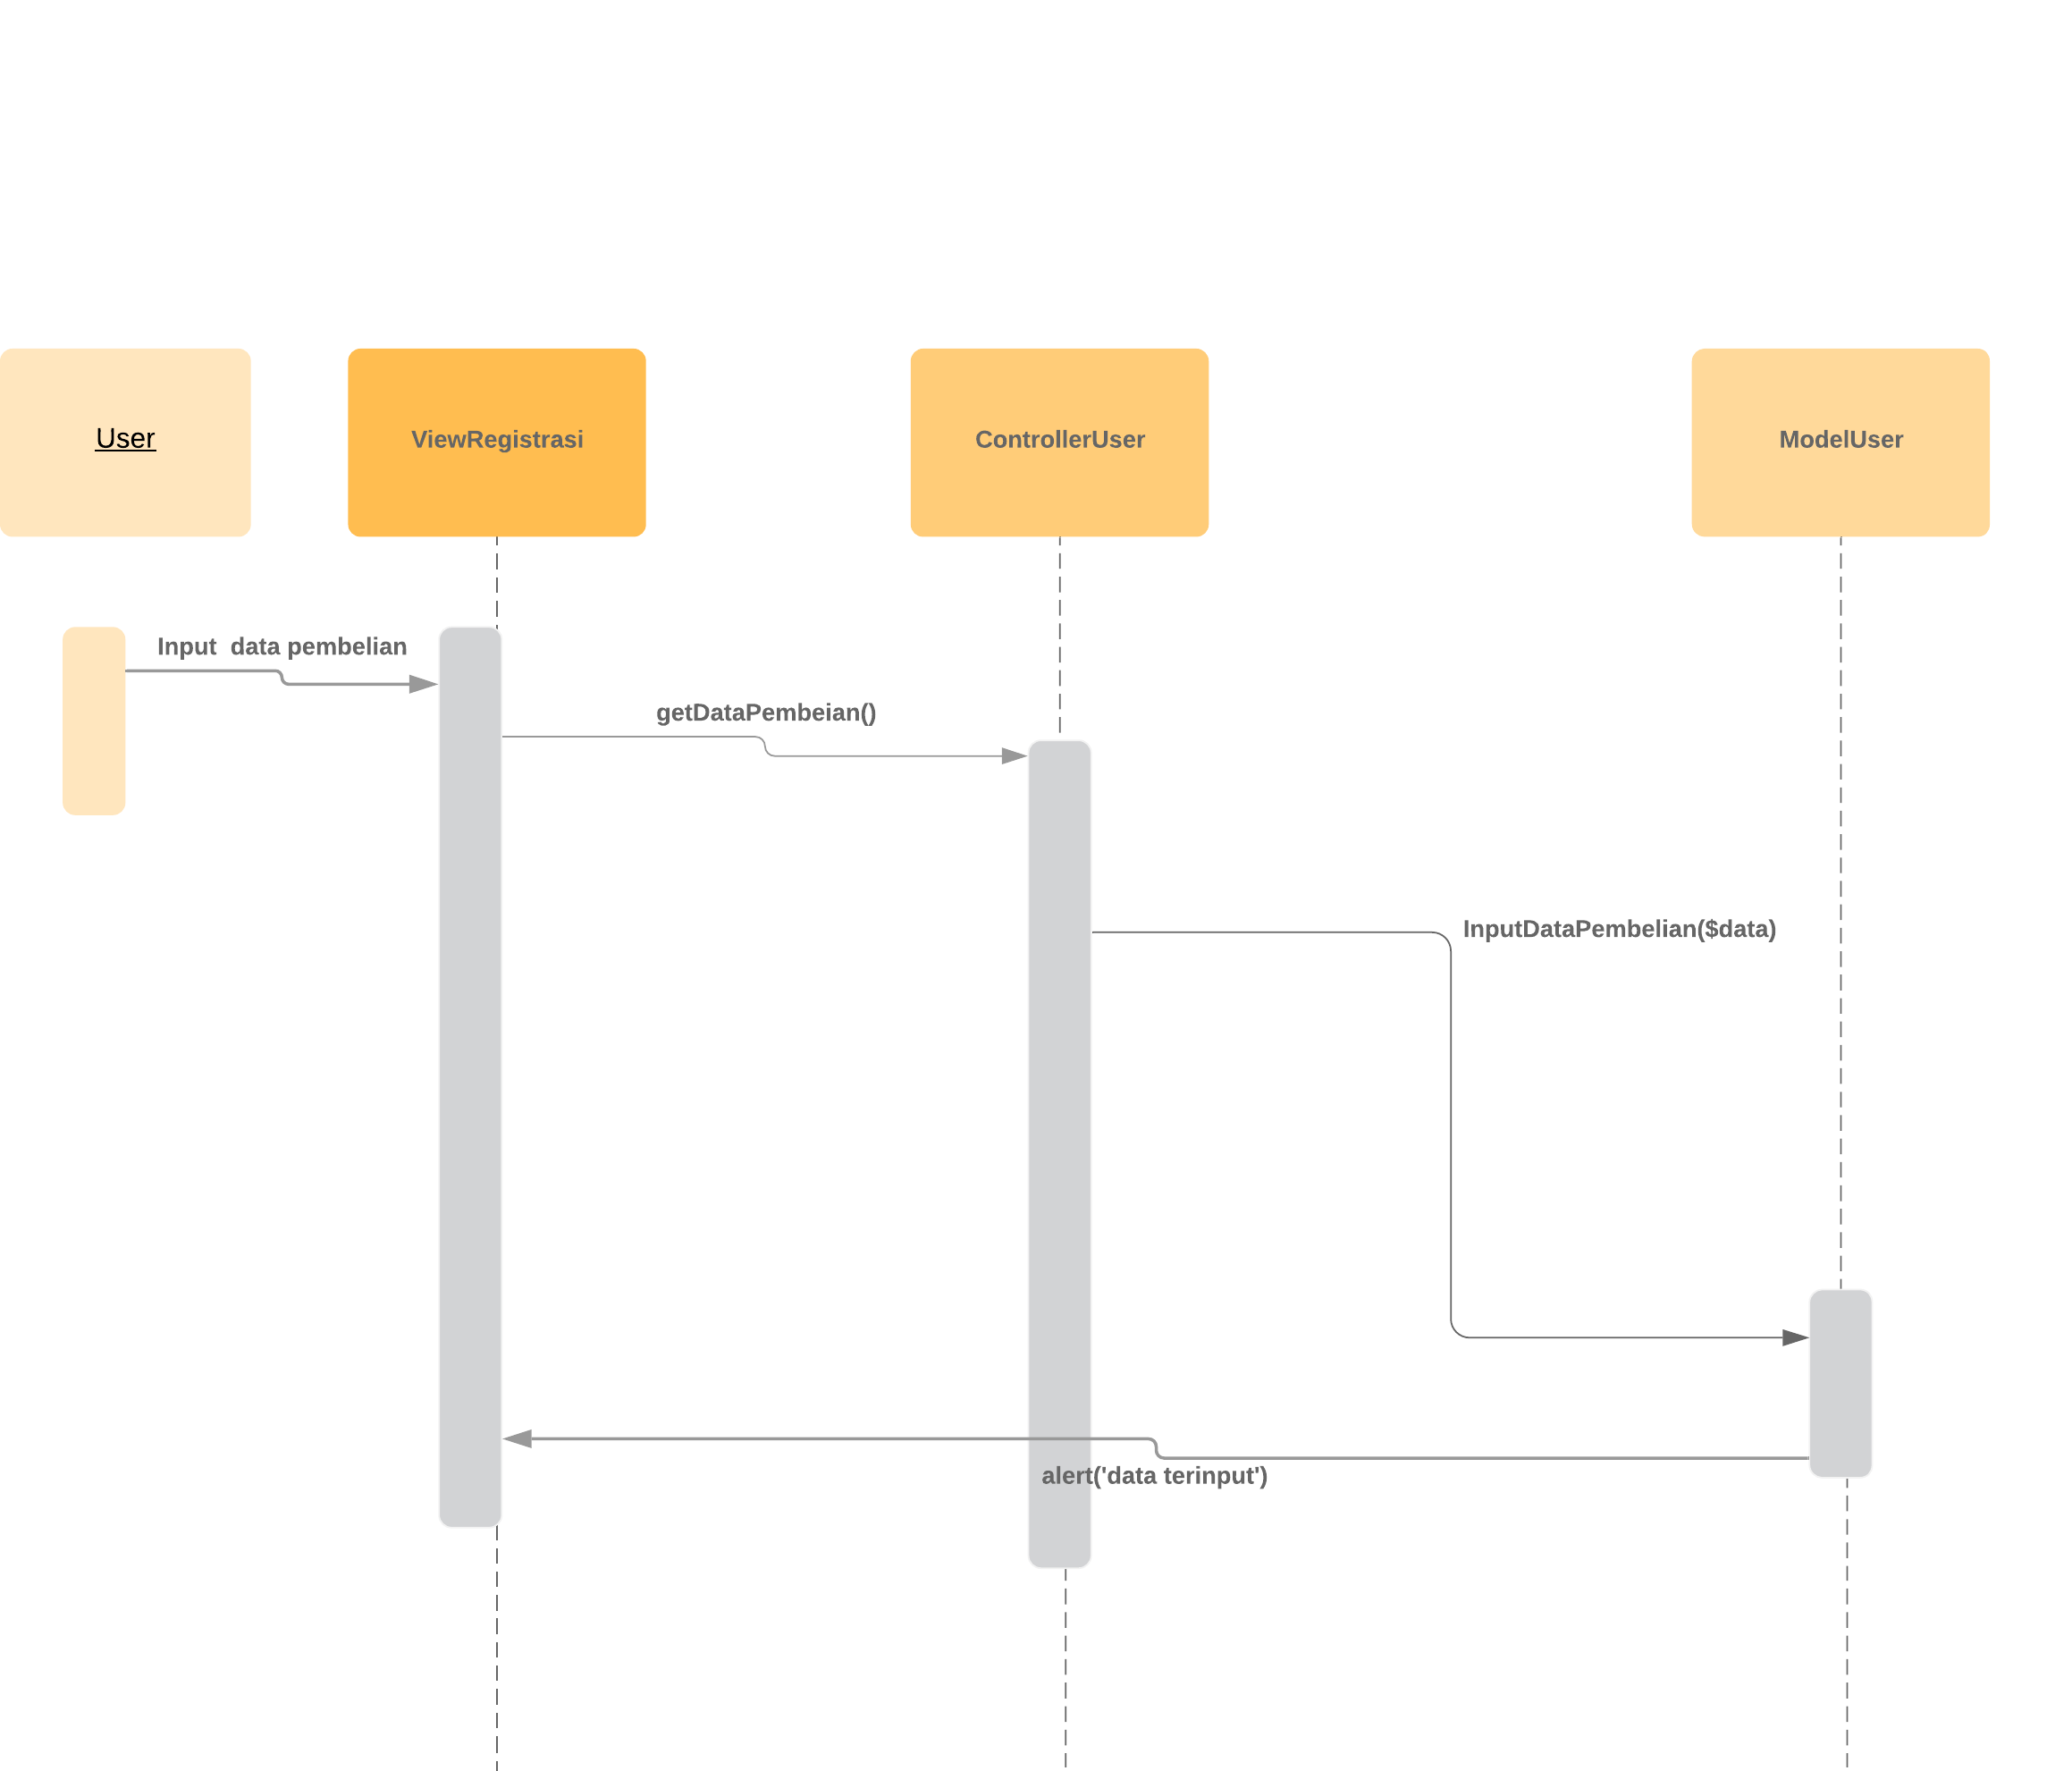 User
ViewRegistrasi
ControllerUser
ModelUser
Input  data pembelian
getDataPembeian()
InputDataPembelian($data)
alert('data terinput')